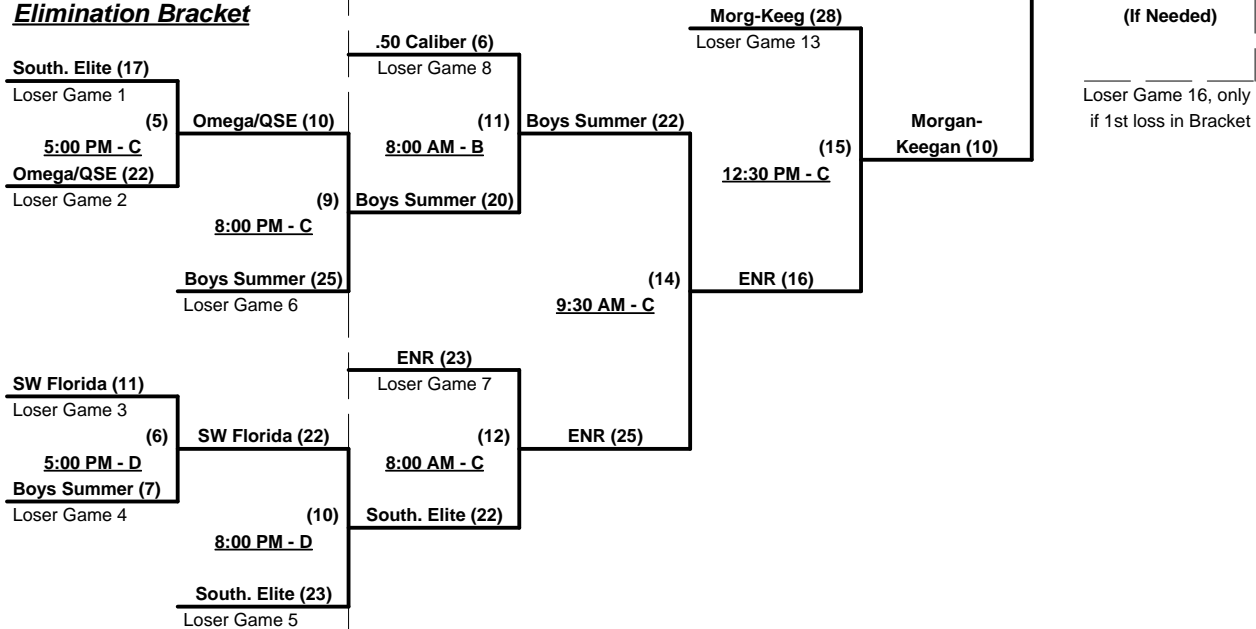 Elimination Bracket
Morg-Keeg (28)
Loser Game 13
(If Needed)
.50 Caliber (6)
Loser Game 8
South. Elite (17)
Loser Game 1
Loser Game 16, only
if 1st loss in Bracket
(5)
5:00 PM - C
Omega/QSE (10)
(11)
8:00 AM - B
Boys Summer (22)
(15)
12:30 PM - C
Morgan-
Keegan (10)
Omega/QSE (22)
Loser Game 2
(9)
8:00 PM - C
Boys Summer (20)
Boys Summer (25)
Loser Game 6
(14)
9:30 AM - C
ENR (16)
ENR (23)
Loser Game 7
SW Florida (11)
Loser Game 3
(6)
5:00 PM - D
SW Florida (22)
(12)
8:00 AM - C
ENR (25)
Boys Summer (7)
Loser Game 4
(10)
8:00 PM - D
South. Elite (22)
South. Elite (23)
Loser Game 5